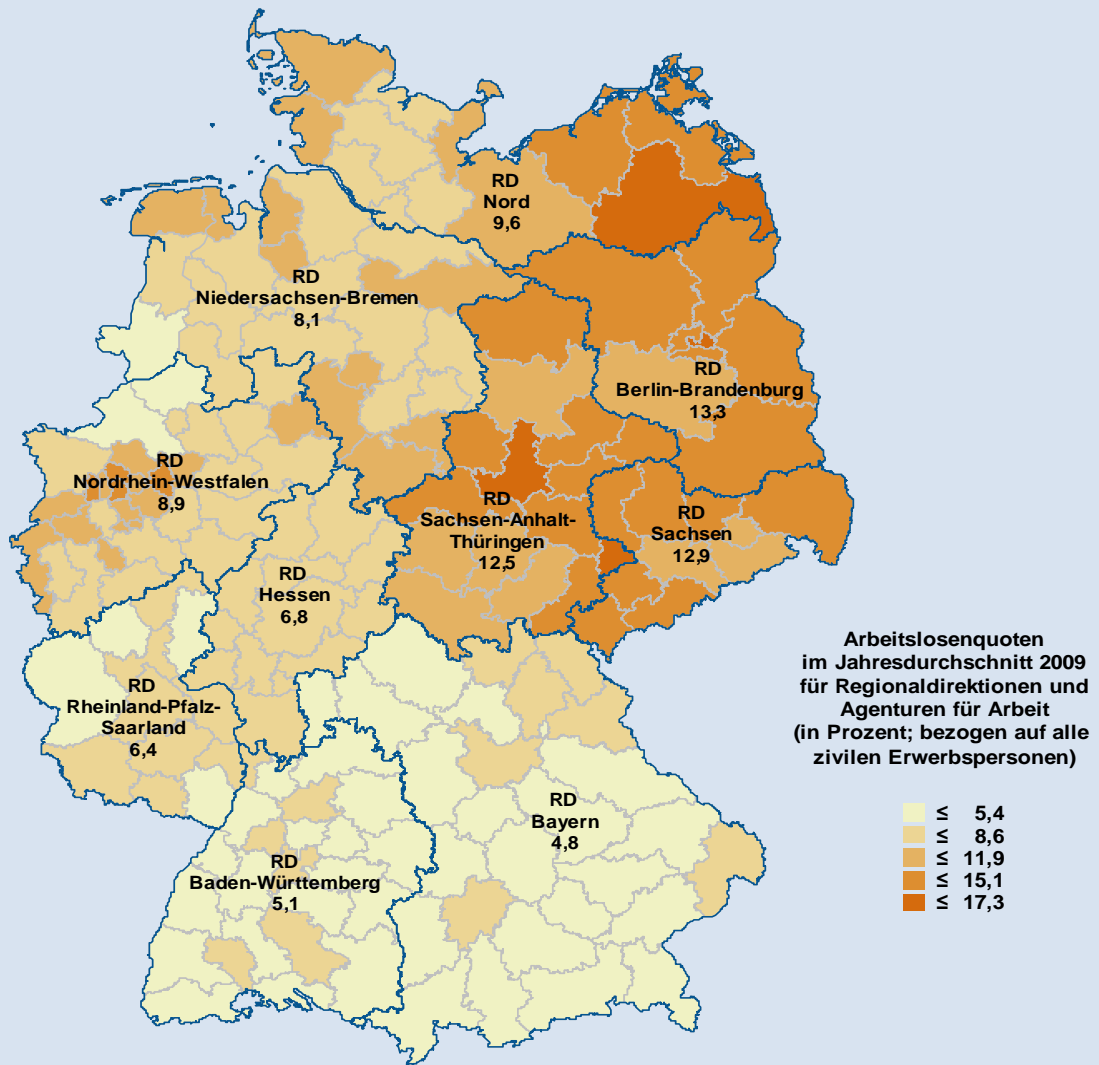 RD
Nord
9,6
RD
Niedersachsen-Bremen
8,1
RD
Berlin-Brandenburg
13,3
RD
Nordrhein-Westfalen
8,9
RD
Sachsen-Anhalt-
Thüringen
12,5
RD
Sachsen
12,9
RD
Hessen
6,8
RD
Rheinland-Pfalz-
Saarland
6,4
RD
Bayern
4,8
RD
Baden-Württemberg
5,1
Arbeitslosenquoten
im Jahresdurchschnitt 2009
für Regionaldirektionen und
Agenturen für Arbeit
(in Prozent; bezogen auf alle
zivilen Erwerbspersonen)
≤ 5,4
≤ 8,6
≤ 11,9
≤ 15,1
≤ 17,3